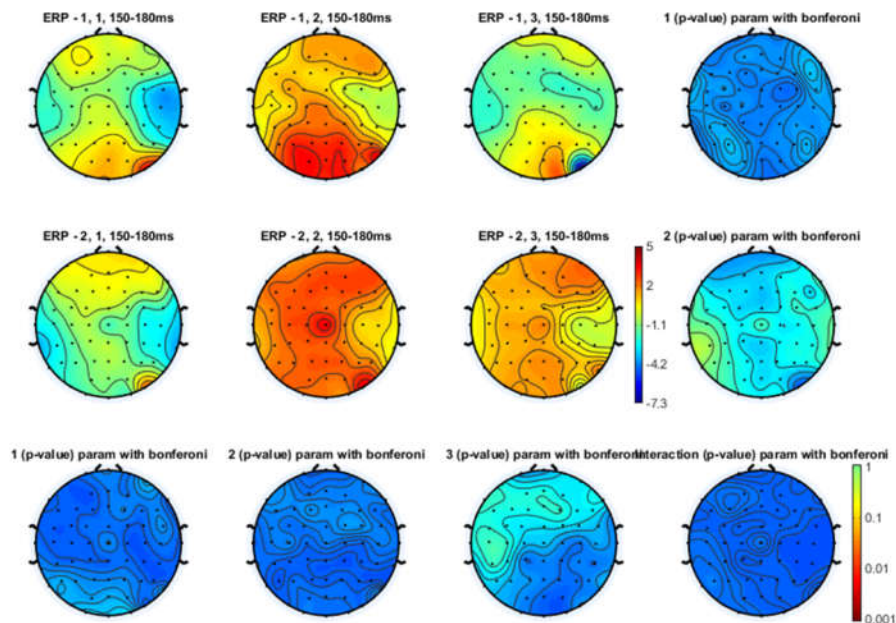 ERP - 1, 1, 150-180ms
ERP - 1, 2, 150-180ms
ERP - 1, 3, 150-180ms
1 (p-value) param with bonferoni
ERP - 2, 1, 150-180ms
ERP - 2, 2, 150-180ms
ERP - 2, 3, 150-180ms
2 (p-value) param with bonferoni
5
2
-1.1
-4.2
-7.3
1 (p-value) param with bonferoni
2 (p-value) param with bonferoni
3 (p-value) param with bonferoni
Interaction (p-value) param with bonferoni
1
0.1
0.01
0.001